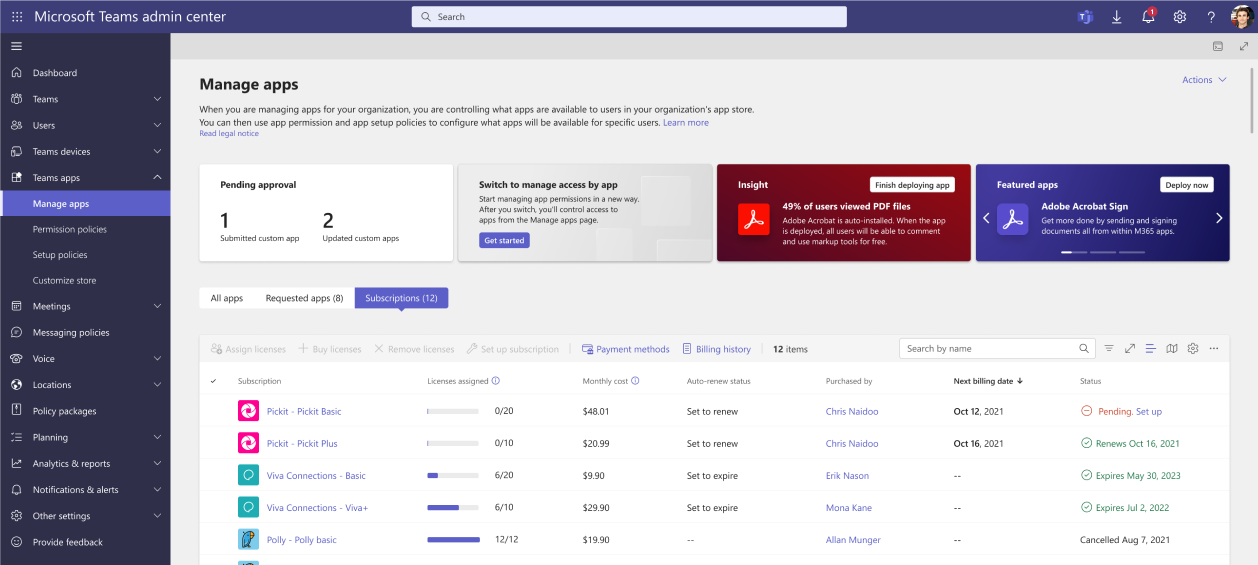 Microsoft Teams admin center
Search
1
Dashboard
Teams
Users
Teams devices
Teams apps
Manage apps
Permission policies
Setup policies
Customize store
Meetings
Messaging policies
Voice
Locations
Policy packages
Planning
Analytics & reports
Notifications & alerts
Other settings
Provide feedback
Manage apps
Actions
When you are managing apps for your organization, you are controlling what apps are available to users in your organization's app store.
You can then use app permission and app setup policies to configure what apps will be available for specific users. Learn more
Read legal notice
Pending approval
1
Submitted custom app
2
Updated custom apps
Switch to manage access by app
Start managing app permissions in a new way.
After you switch, you'll control access to
apps from the Manage apps page.
Get started
Insight
Finish deploying app
49% of users viewed PDF files
Adobe Acrobat is auto-installed. When the app
is deployed, all users will be able to comment
and use markup tools for free.
Featured apps
Deploy now
Adobe Acrobat Sign
Get more done by sending and signing
documents all from within M365 apps.
All apps
Requested apps (8)
Subscriptions (12)
Assign licenses
Buy licenses
Remove licenses
Set up subscription
Payment methods
Billing history
12 items
Search by name
Subscription Licenses assigned Monthly cost Auto-renew status Purchased by Next billing date Status
Pickit - Pickit Basic 0/20 $48.01 Set to renew Chris Naidoo Oct 12, 2021 Pending. Set up
Pickit - Pickit Plus 0/10 $20.99 Set to renew Chris Naidoo Oct 16, 2021 Renews Oct 16, 2021
Viva Connections - Basic 6/20 $9.90 Set to expire Erik Nason -- Expires May 30, 2023
Viva Connections - Viva+ 6/10 $29.90 Set to expire Mona Kane -- Expires Jul 2, 2022
Polly - Polly basic 12/12 $19.90 -- Allan Munger -- Cancelled Aug 7, 2021